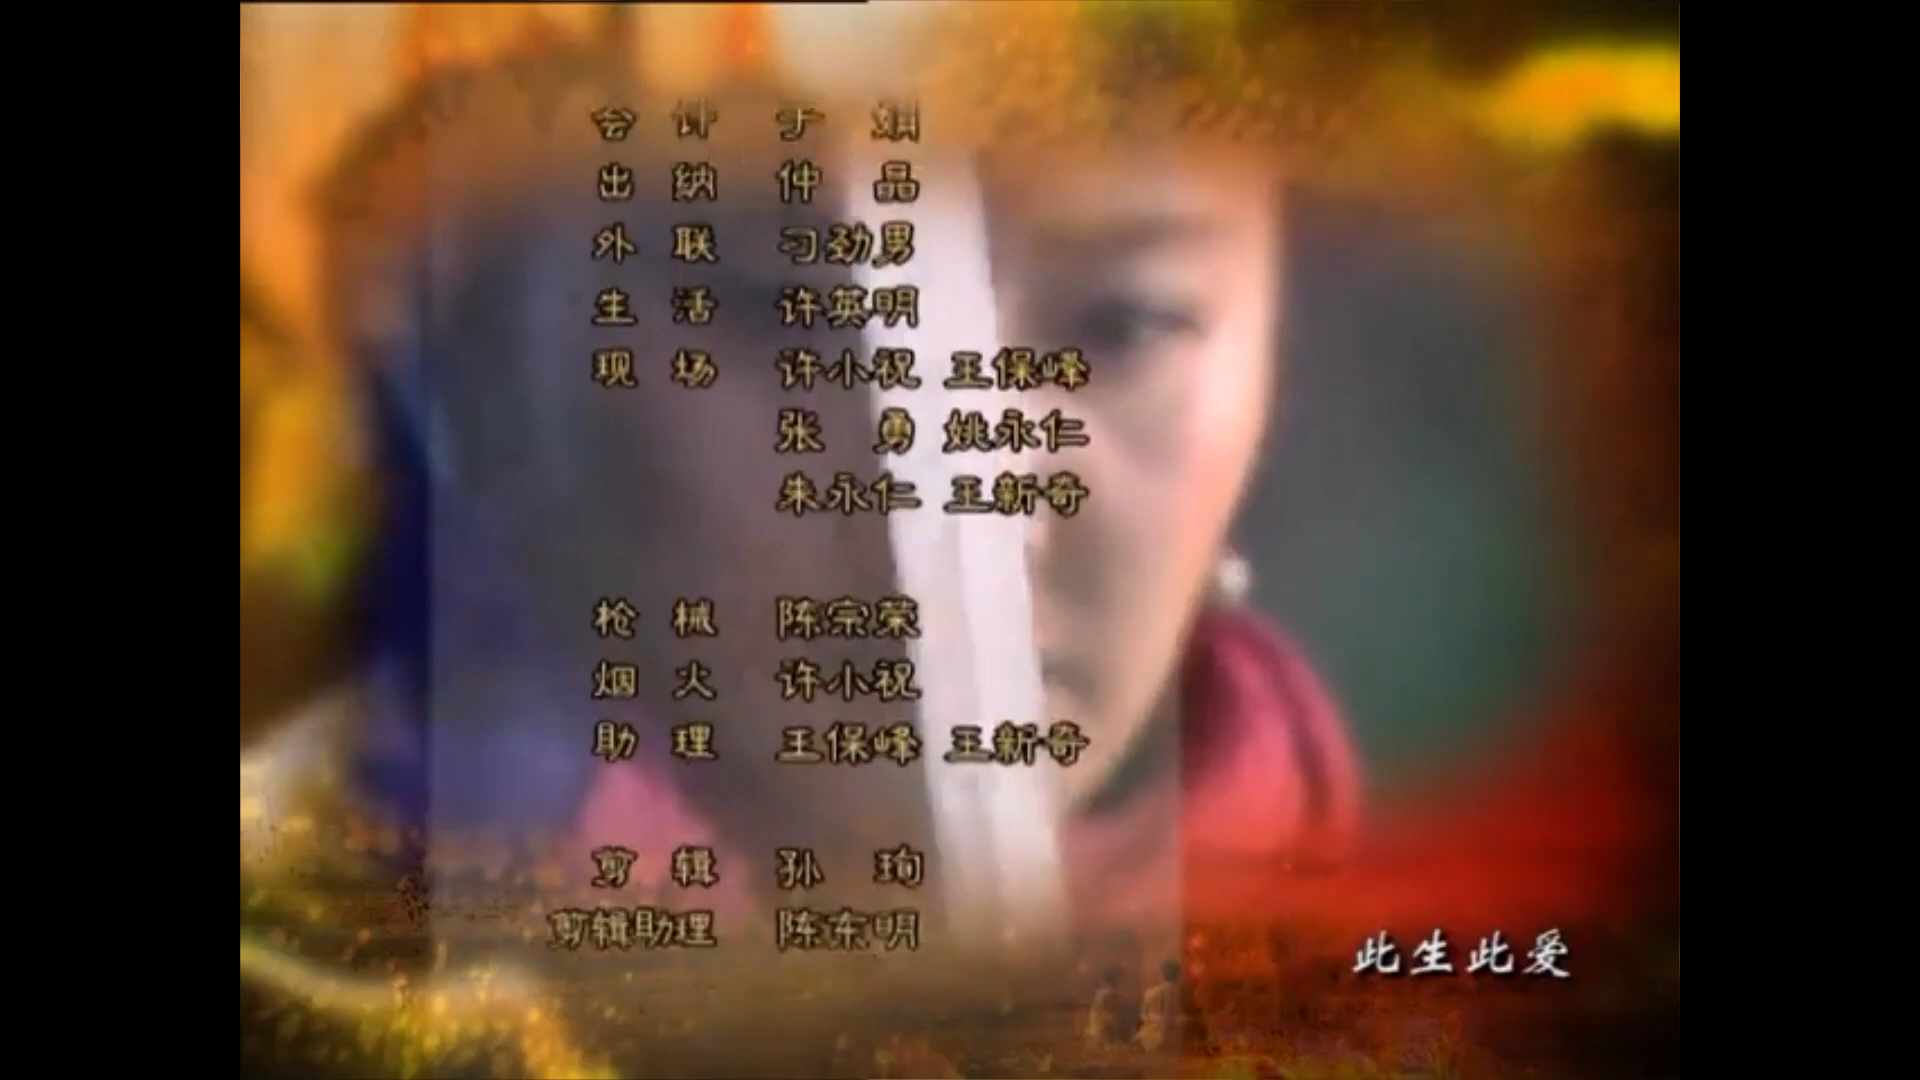 会 计 于 娟
出 纳 仲 晶
外 联 刁劲男
生 活 许英明
现 场 许小祝 王保峰
张 勇 姚永仁
朱永仁 王新奇
枪 械 陈宗荣
烟 火 许小祝
助 理 王保峰 王新奇
剪 辑 孙 珣
剪辑助理 陈东明
此生此爱